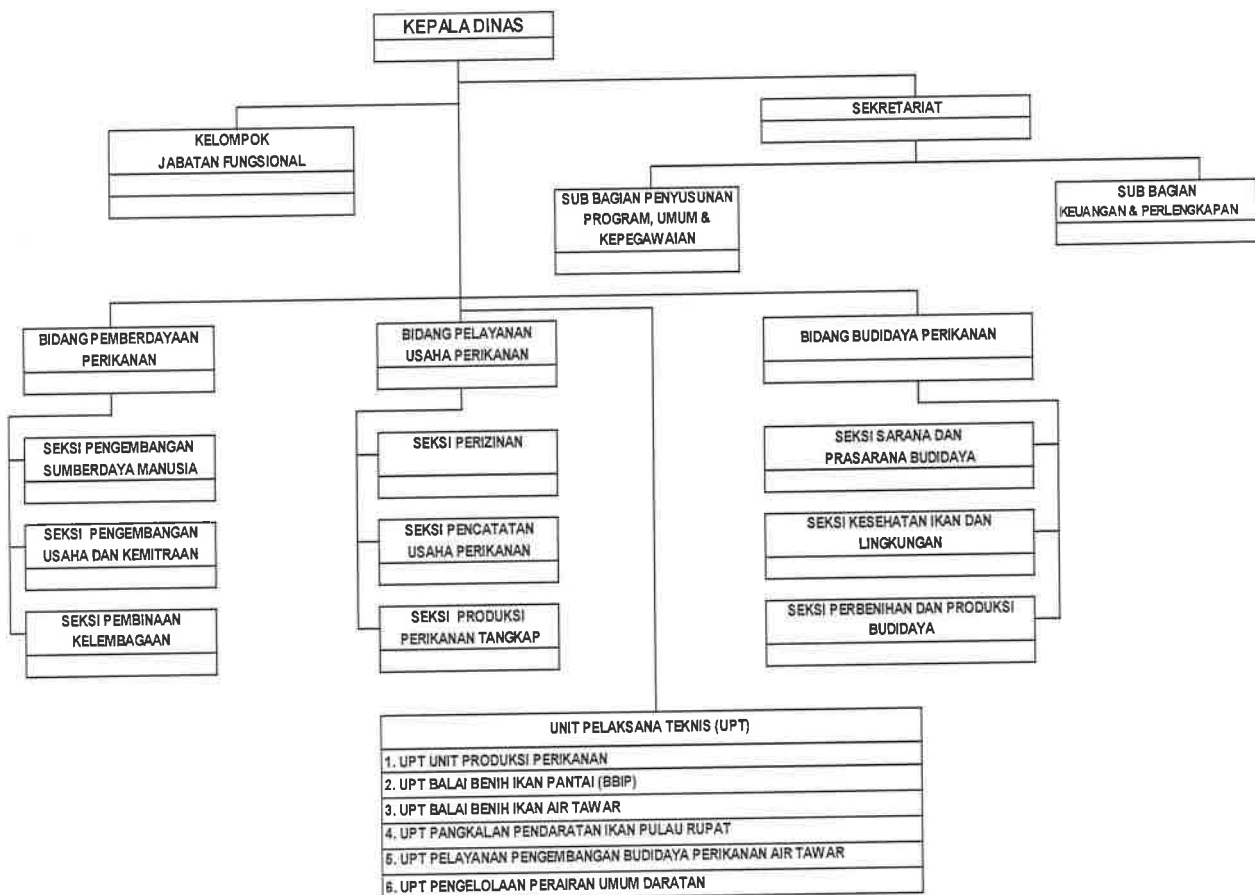 KEPALA DINAS
SEKRETARIAT
KELOMPOK
JABATAN FUNGSIONAL
SUB BAGIAN PENYUSUNAN
PROGRAM, UMUM &
KEPEGAWAIAN
SUB BAGIAN
KEUANGAN & PERLENGKAPAN
BIDANG PEMBERDAYAAN
PERIKANAN
BIDANG PELAYANAN
USAHA PERIKANAN
BIDANG BUDIDAYA PERIKANAN
SEKSI PENGEMBANGAN
SUMBERDAYA MANUSIA
SEKSI PENGEMBANGAN
USAHA DAN KEMITRAAN
SEKSI PEMBINAAN
KELEMBAGAAN
SEKSI PERIZINAN
SEKSI PENCATATAN
USAHA PERIKANAN
SEKSI PRODUKSI
PERIKANAN TANGKAP
SEKSI SARANA DAN
PRASARANA BUDIDAYA
SEKSI KESEHATAN IKAN DAN
LINGKUNGAN
SEKSI PERBENIHAN DAN PRODUKSI
BUDIDAYA
UNIT PELAKSANA TEKNIS (UPT)
1. UPT UNIT PRODUKSI PERIKANAN
2. UPT BALAI BENIH IKAN PANTAI (BBIP)
3. UPT BALAI BENIH IKAN AIR TAWAR
4. UPT PANGKALAN PENDARATAN IKAN PULAU RUPAT
5. UPT PELAYANAN PENGEMBANGAN BUDIDAYA PERIKANAN AIR TAWAR
6. UPT PENGELOLAAN PERAIRAN UMUM DARATAN